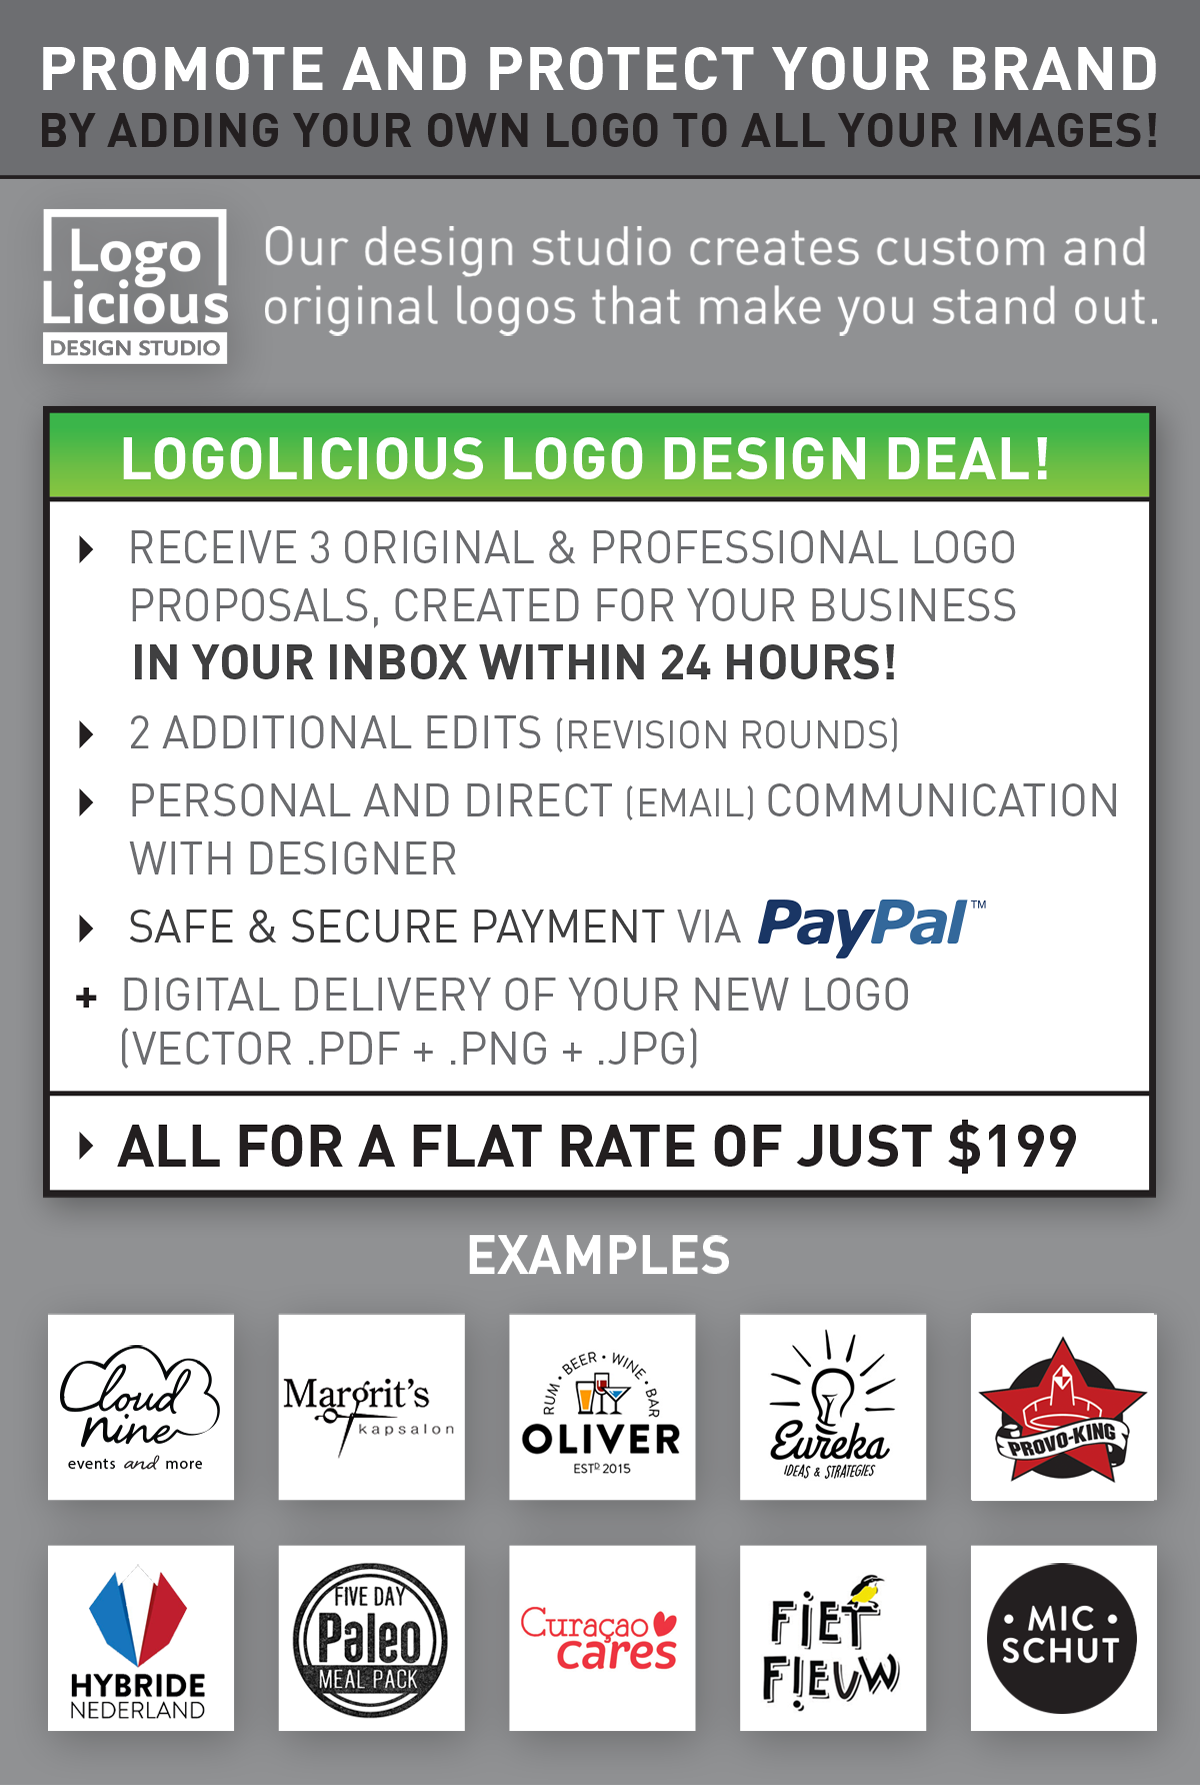 PROMOTE AND PROTECT YOUR BRAND
BY ADDING YOUR OWN LOGO TO ALL YOUR IMAGES!
Logo
Licious
DESIGN STUDIO
Our design studio creates custom and
original logos that make you stand out.
LOGOLICIOUS LOGO DESIGN DEAL!
RECEIVE 3 ORIGINAL & PROFESSIONAL LOGO
PROPOSALS, CREATED FOR YOUR BUSINESS
IN YOUR INBOX WITHIN 24 HOURS!
2 ADDITIONAL EDITS (REVISION ROUNDS)
PERSONAL AND DIRECT (EMAIL) COMMUNICATION
WITH DESIGNER
SAFE & SECURE PAYMENT VIA PayPal™
+ DIGITAL DELIVERY OF YOUR NEW LOGO
(VECTOR .PDF + .PNG + .JPG)
ALL FOR A FLAT RATE OF JUST $199
EXAMPLES
Cloud
nine
events and more
Margrit's
kapsalon
RUM • BEER • WINE • BAR
OLIVER
ESTD 2015
Eureka
IDEAS & STRATEGIES
PROVO-KING
HYBRIDE
NEDERLAND
FIVE DAY
Paleo
MEAL PACK
Curaçao
cares
FIET
FIEUW
• MIC •
SCHUT